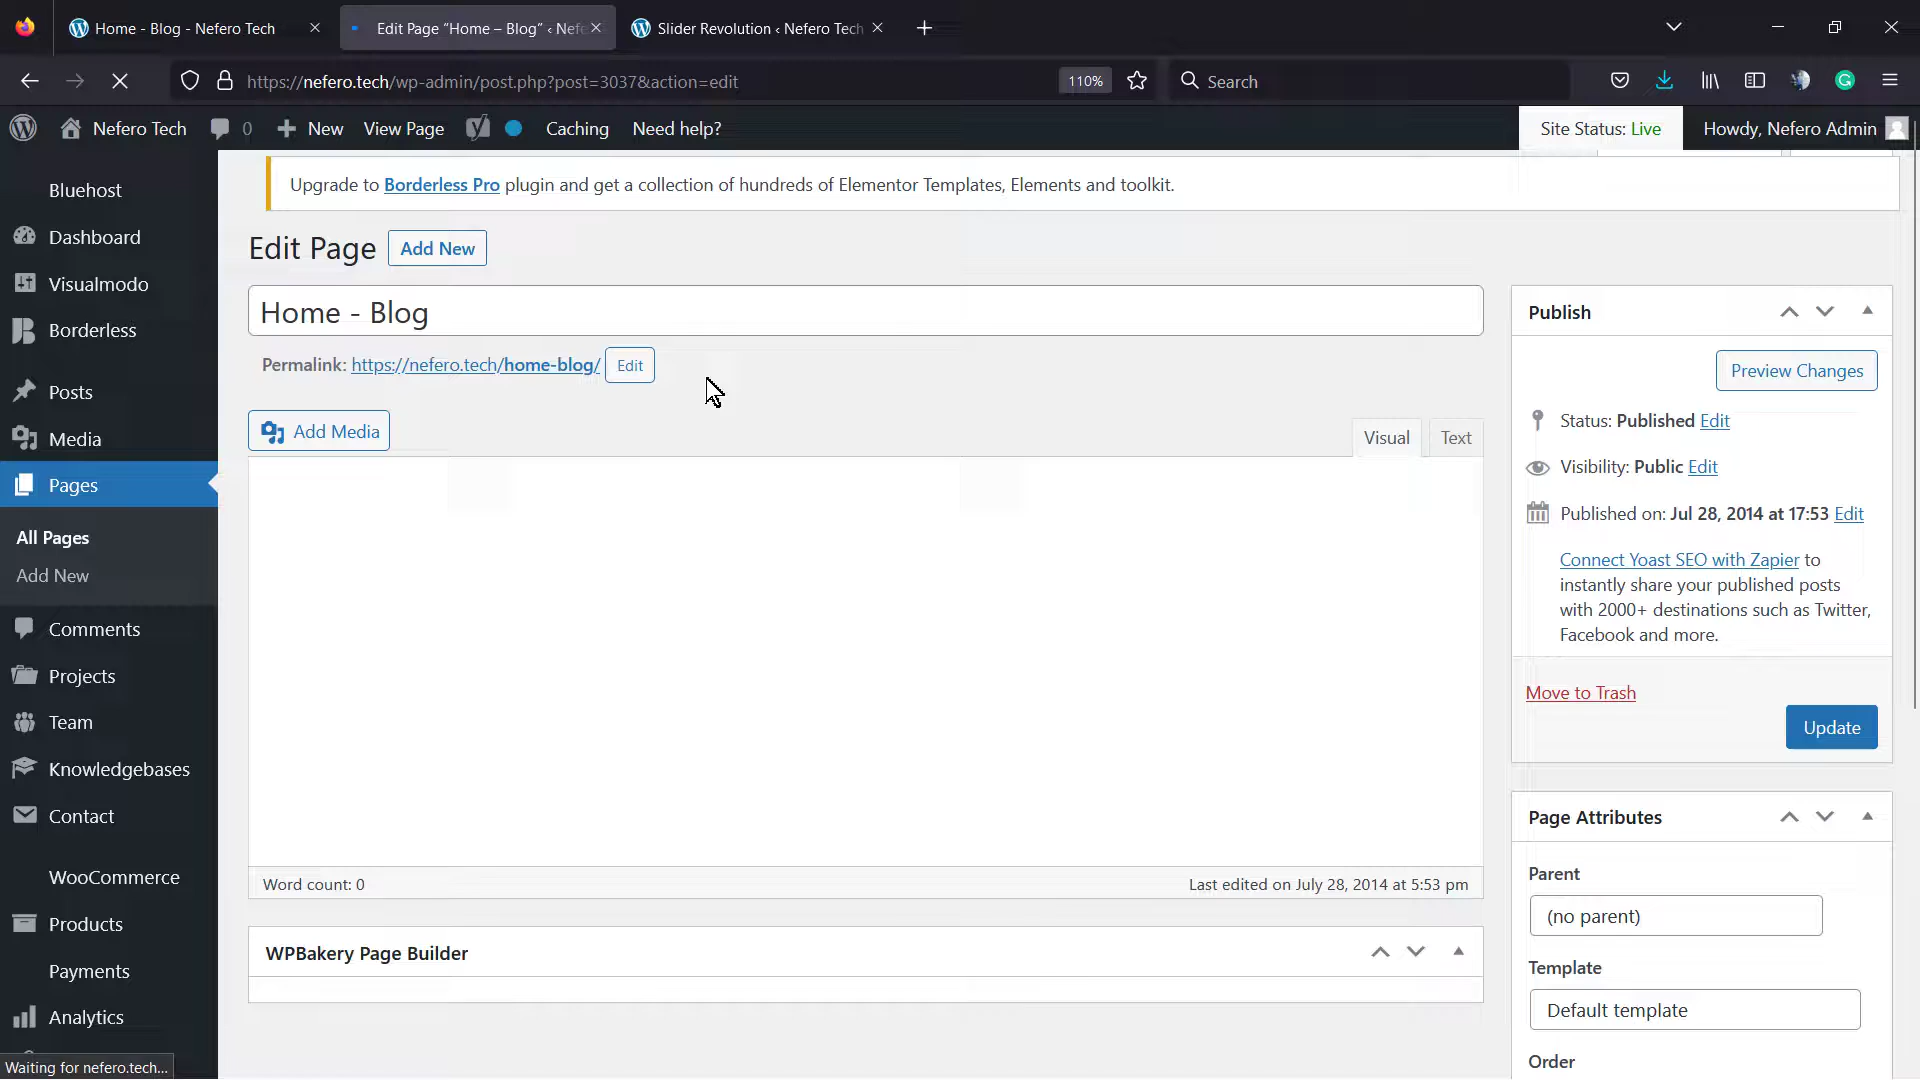 Home - Blog - Nefero Tech
Edit Page “Home – Blog” ‹ Nefe
Slider Revolution ‹ Nefero Tech
https://nefero.tech/wp-admin/post.php?post=3037&action=edit
110%
Search
Nefero Tech
0
New
View Page
Caching
Need help?
Site Status: Live
Howdy, Nefero Admin
Bluehost
Dashboard
Visualmodo
Borderless
Posts
Media
Pages
All Pages
Add New
Comments
Projects
Team
Knowledgebases
Contact
WooCommerce
Products
Payments
Analytics
Waiting for nefero.tech...
Upgrade to Borderless Pro plugin and get a collection of hundreds of Elementor Templates, Elements and toolkit.
Edit Page
Add New
Home - Blog
Permalink: https://nefero.tech/home-blog/ Edit
Add Media
Visual
Text
Word count: 0
Last edited on July 28, 2014 at 5:53 pm
WPBakery Page Builder
Publish
Preview Changes
Status: Published Edit
Visibility: Public Edit
Published on: Jul 28, 2014 at 17:53 Edit
Connect Yoast SEO with Zapier to
instantly share your published posts
with 2000+ destinations such as Twitter,
Facebook and more.
Move to Trash
Update
Page Attributes
Parent
(no parent)
Template
Default template
Order